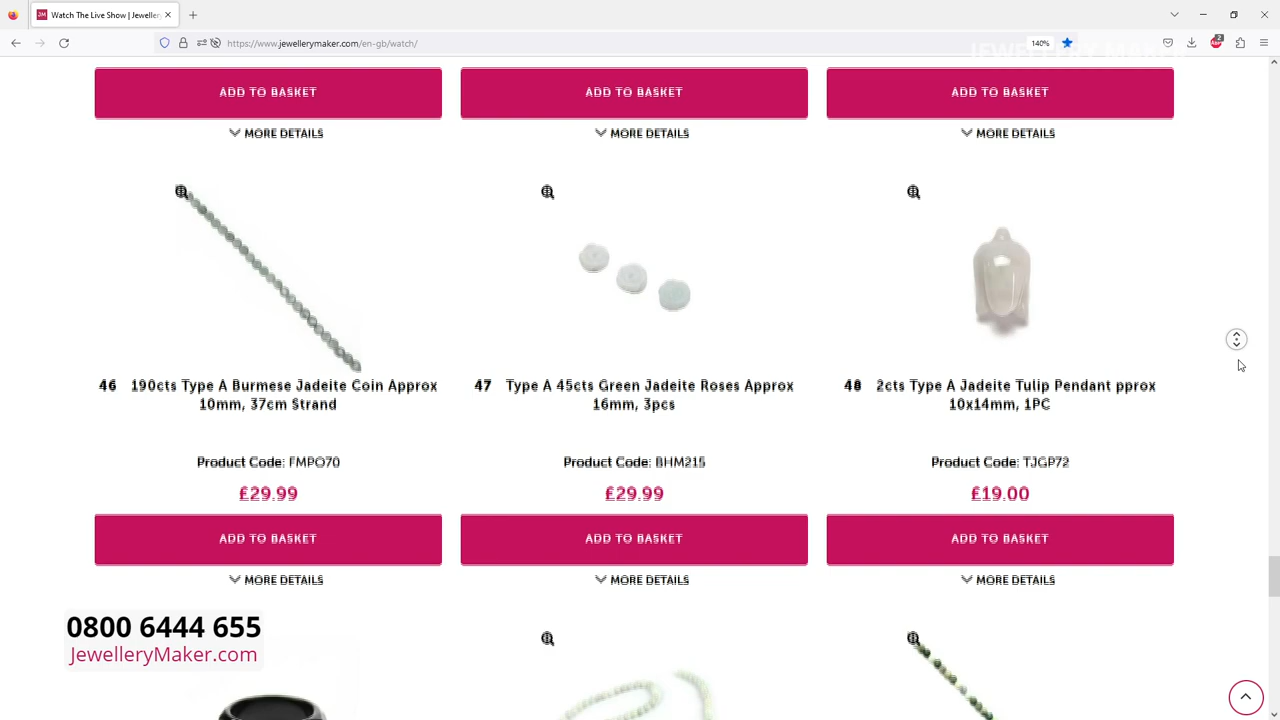 Watch The Live Show | Jewellery
https://www.jewellerymaker.com/en-gb/watch/
140%
2
JEWELLERY MAKER
ADD TO BASKET
ADD TO BASKET
ADD TO BASKET
MORE DETAILS
MORE DETAILS
MORE DETAILS
46 190cts Type A Burmese Jadeite Coin Approx
10mm, 37cm Strand
47 Type A 45cts Green Jadeite Roses Approx
16mm, 3pcs
48 2cts Type A Jadeite Tulip Pendant pprox
10x14mm, 1PC
Product Code: FMPO70
Product Code: BHM215
Product Code: TJGP72
£29.99
£29.99
£19.00
ADD TO BASKET
ADD TO BASKET
ADD TO BASKET
MORE DETAILS
MORE DETAILS
MORE DETAILS
0800 6444 655
JewelleryMaker.com